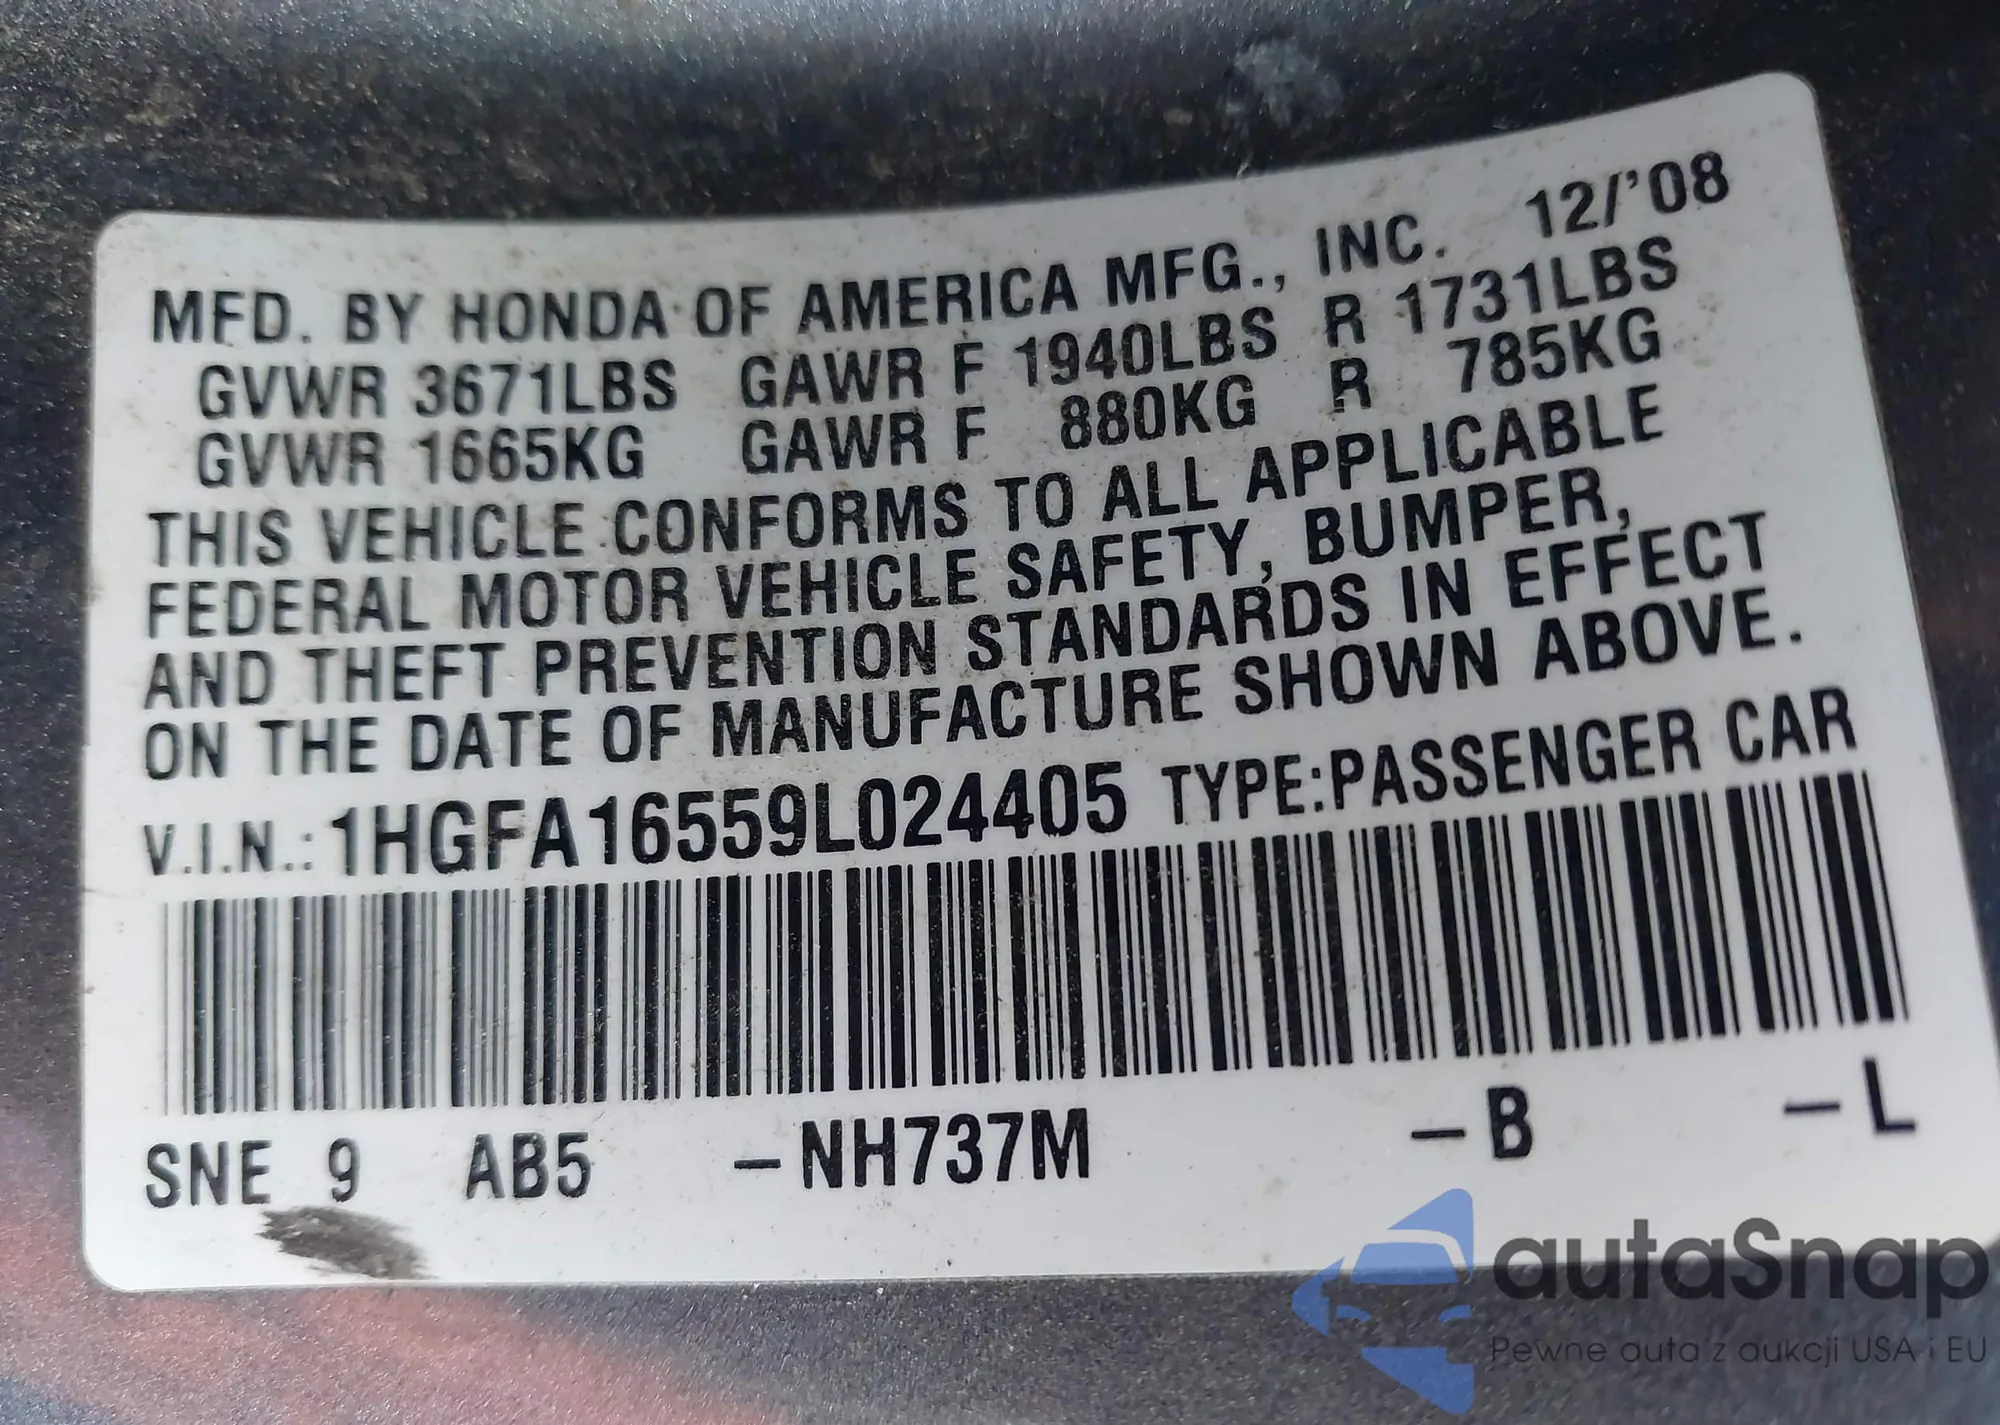 MFD. BY HONDA OF AMERICA MFG., INC. 12/'08
GVWR 3671LBS GAWR F 1940LBS R 1731LBS
GVWR 1665KG GAWR F 880KG R 785KG
THIS VEHICLE CONFORMS TO ALL APPLICABLE
FEDERAL MOTOR VEHICLE SAFETY, BUMPER,
AND THEFT PREVENTION STANDARDS IN EFFECT
ON THE DATE OF MANUFACTURE SHOWN ABOVE.
V.I.N.: 1HGFA16559L024405 TYPE:PASSENGER CAR
SNE 9 AB5 –NH737M –B –L
autaSnap
Pewne auta z aukcji USA i EU